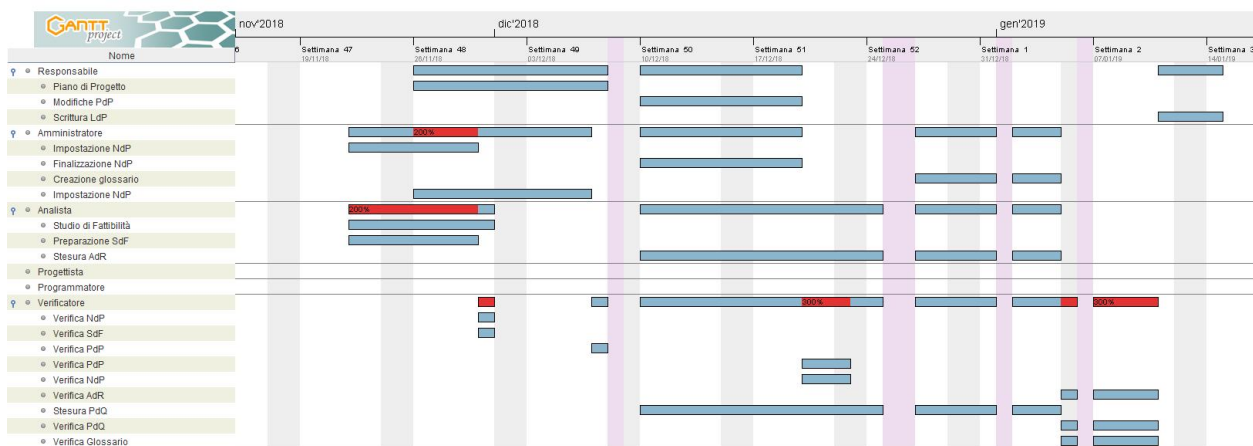 GANTT project
nov'2018 dic'2018 gen'2019
6 Settimana 47 Settimana 48 Settimana 49 Settimana 50 Settimana 51 Settimana 52 Settimana 1 Settimana 2 Settimana 3
Nome 19/11/18 26/11/18 03/12/18 10/12/18 17/12/18 24/12/18 31/12/18 07/01/19 14/01/19
Responsabile
Piano di Progetto
Modifiche PdP
Scrittura LdP
Amministratore 200%
Impostazione NdP
Finalizzazione NdP
Creazione glossario
Impostazione NdP
Analista 200%
Studio di Fattibilità
Preparazione SdF
Stesura AdR
Progettista
Programmatore
Verificatore 300% 300%
Verifica NdP
Verifica SdF
Verifica PdP
Verifica PdP
Verifica NdP
Verifica AdR
Stesura PdQ
Verifica PdQ
Verifica Glossario